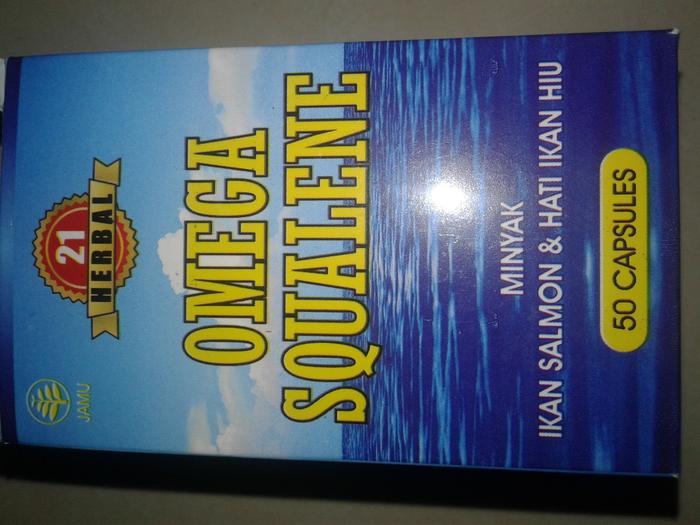 JAMU
21
HERBAL
OMEGA
SQUALENE
MINYAK
IKAN SALMON & HATI IKAN HIU
50 CAPSULES